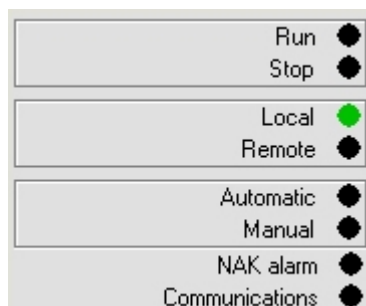 Run
Stop
Local
Remote
Automatic
Manual
NAK alarm
Communications